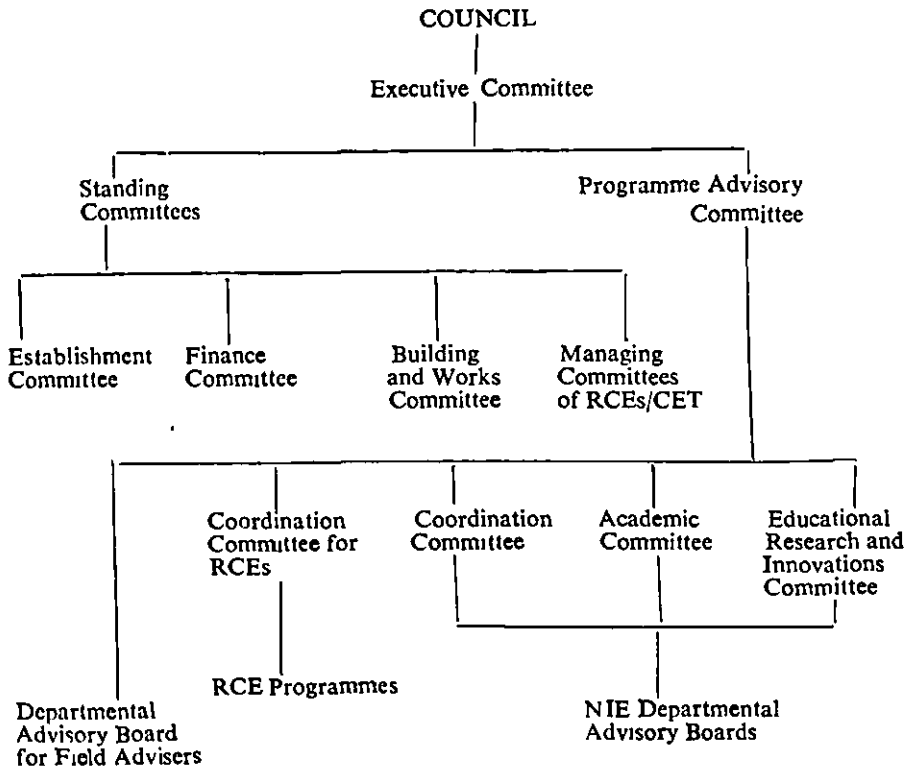 COUNCIL
Executive Committee
Standing
Committees
Programme Advisory
Committee
Establishment
Committee
Finance
Committee
Building
and Works
Committee
Managing
Committees
of RCEs/CET
Coordination
Committee for
RCEs
Coordination
Committee
Academic
Committee
Educational
Research and
Innovations
Committee
RCE Programmes
Departmental
Advisory Board
for Field Advisers
NIE Departmental
Advisory Boards